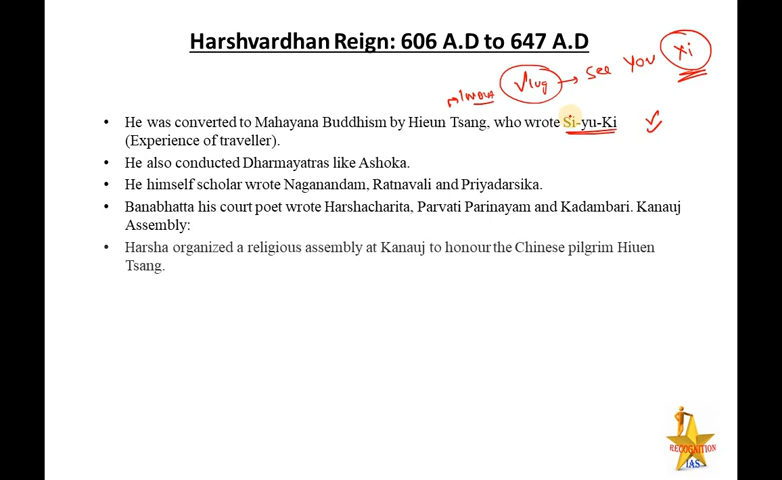 Harshvardhan Reign: 606 A.D to 647 A.D
Vlog → see You Xi
• He was converted to Mahayana Buddhism by Hieun Tsang, who wrote Si-yu-Ki
(Experience of traveller).
• He also conducted Dharmayatras like Ashoka.
• He himself scholar wrote Naganandam, Ratnavali and Priyadarsika.
• Banabhatta his court poet wrote Harshacharita, Parvati Parinayam and Kadambari. Kanauj
Assembly:
• Harsha organized a religious assembly at Kanauj to honour the Chinese pilgrim Hiuen
Tsang.
RECOGNITION
IAS